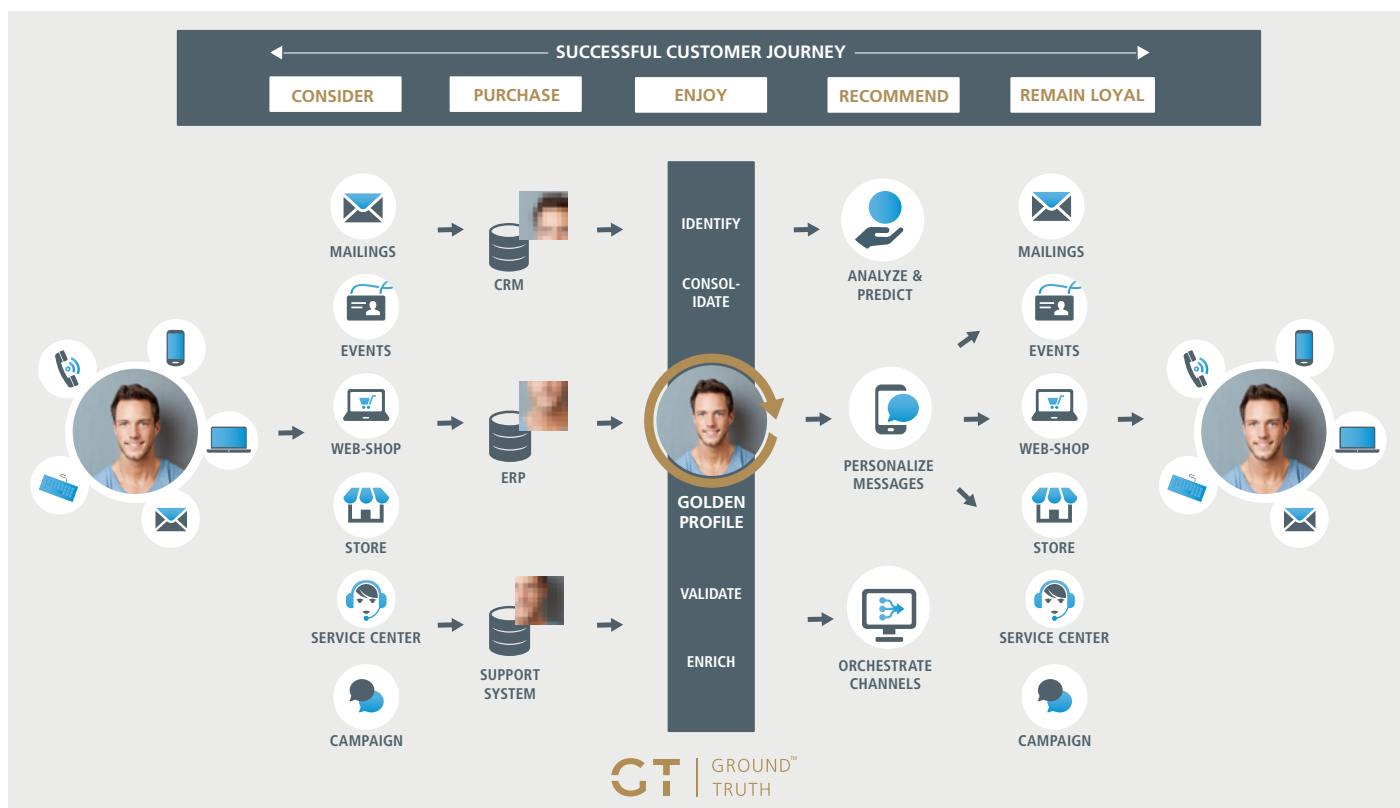 SUCCESSFUL CUSTOMER JOURNEY
CONSIDER
PURCHASE
ENJOY
RECOMMEND
REMAIN LOYAL
MAILINGS
EVENTS
WEB-SHOP
STORE
SERVICE CENTER
CAMPAIGN
CRM
ERP
SUPPORT
SYSTEM
IDENTIFY
CONSOL-
IDATE
GOLDEN
PROFILE
VALIDATE
ENRICH
ANALYZE &
PREDICT
PERSONALIZE
MESSAGES
ORCHESTRATE
CHANNELS
MAILINGS
EVENTS
WEB-SHOP
STORE
SERVICE CENTER
CAMPAIGN
GT
GROUND™
TRUTH